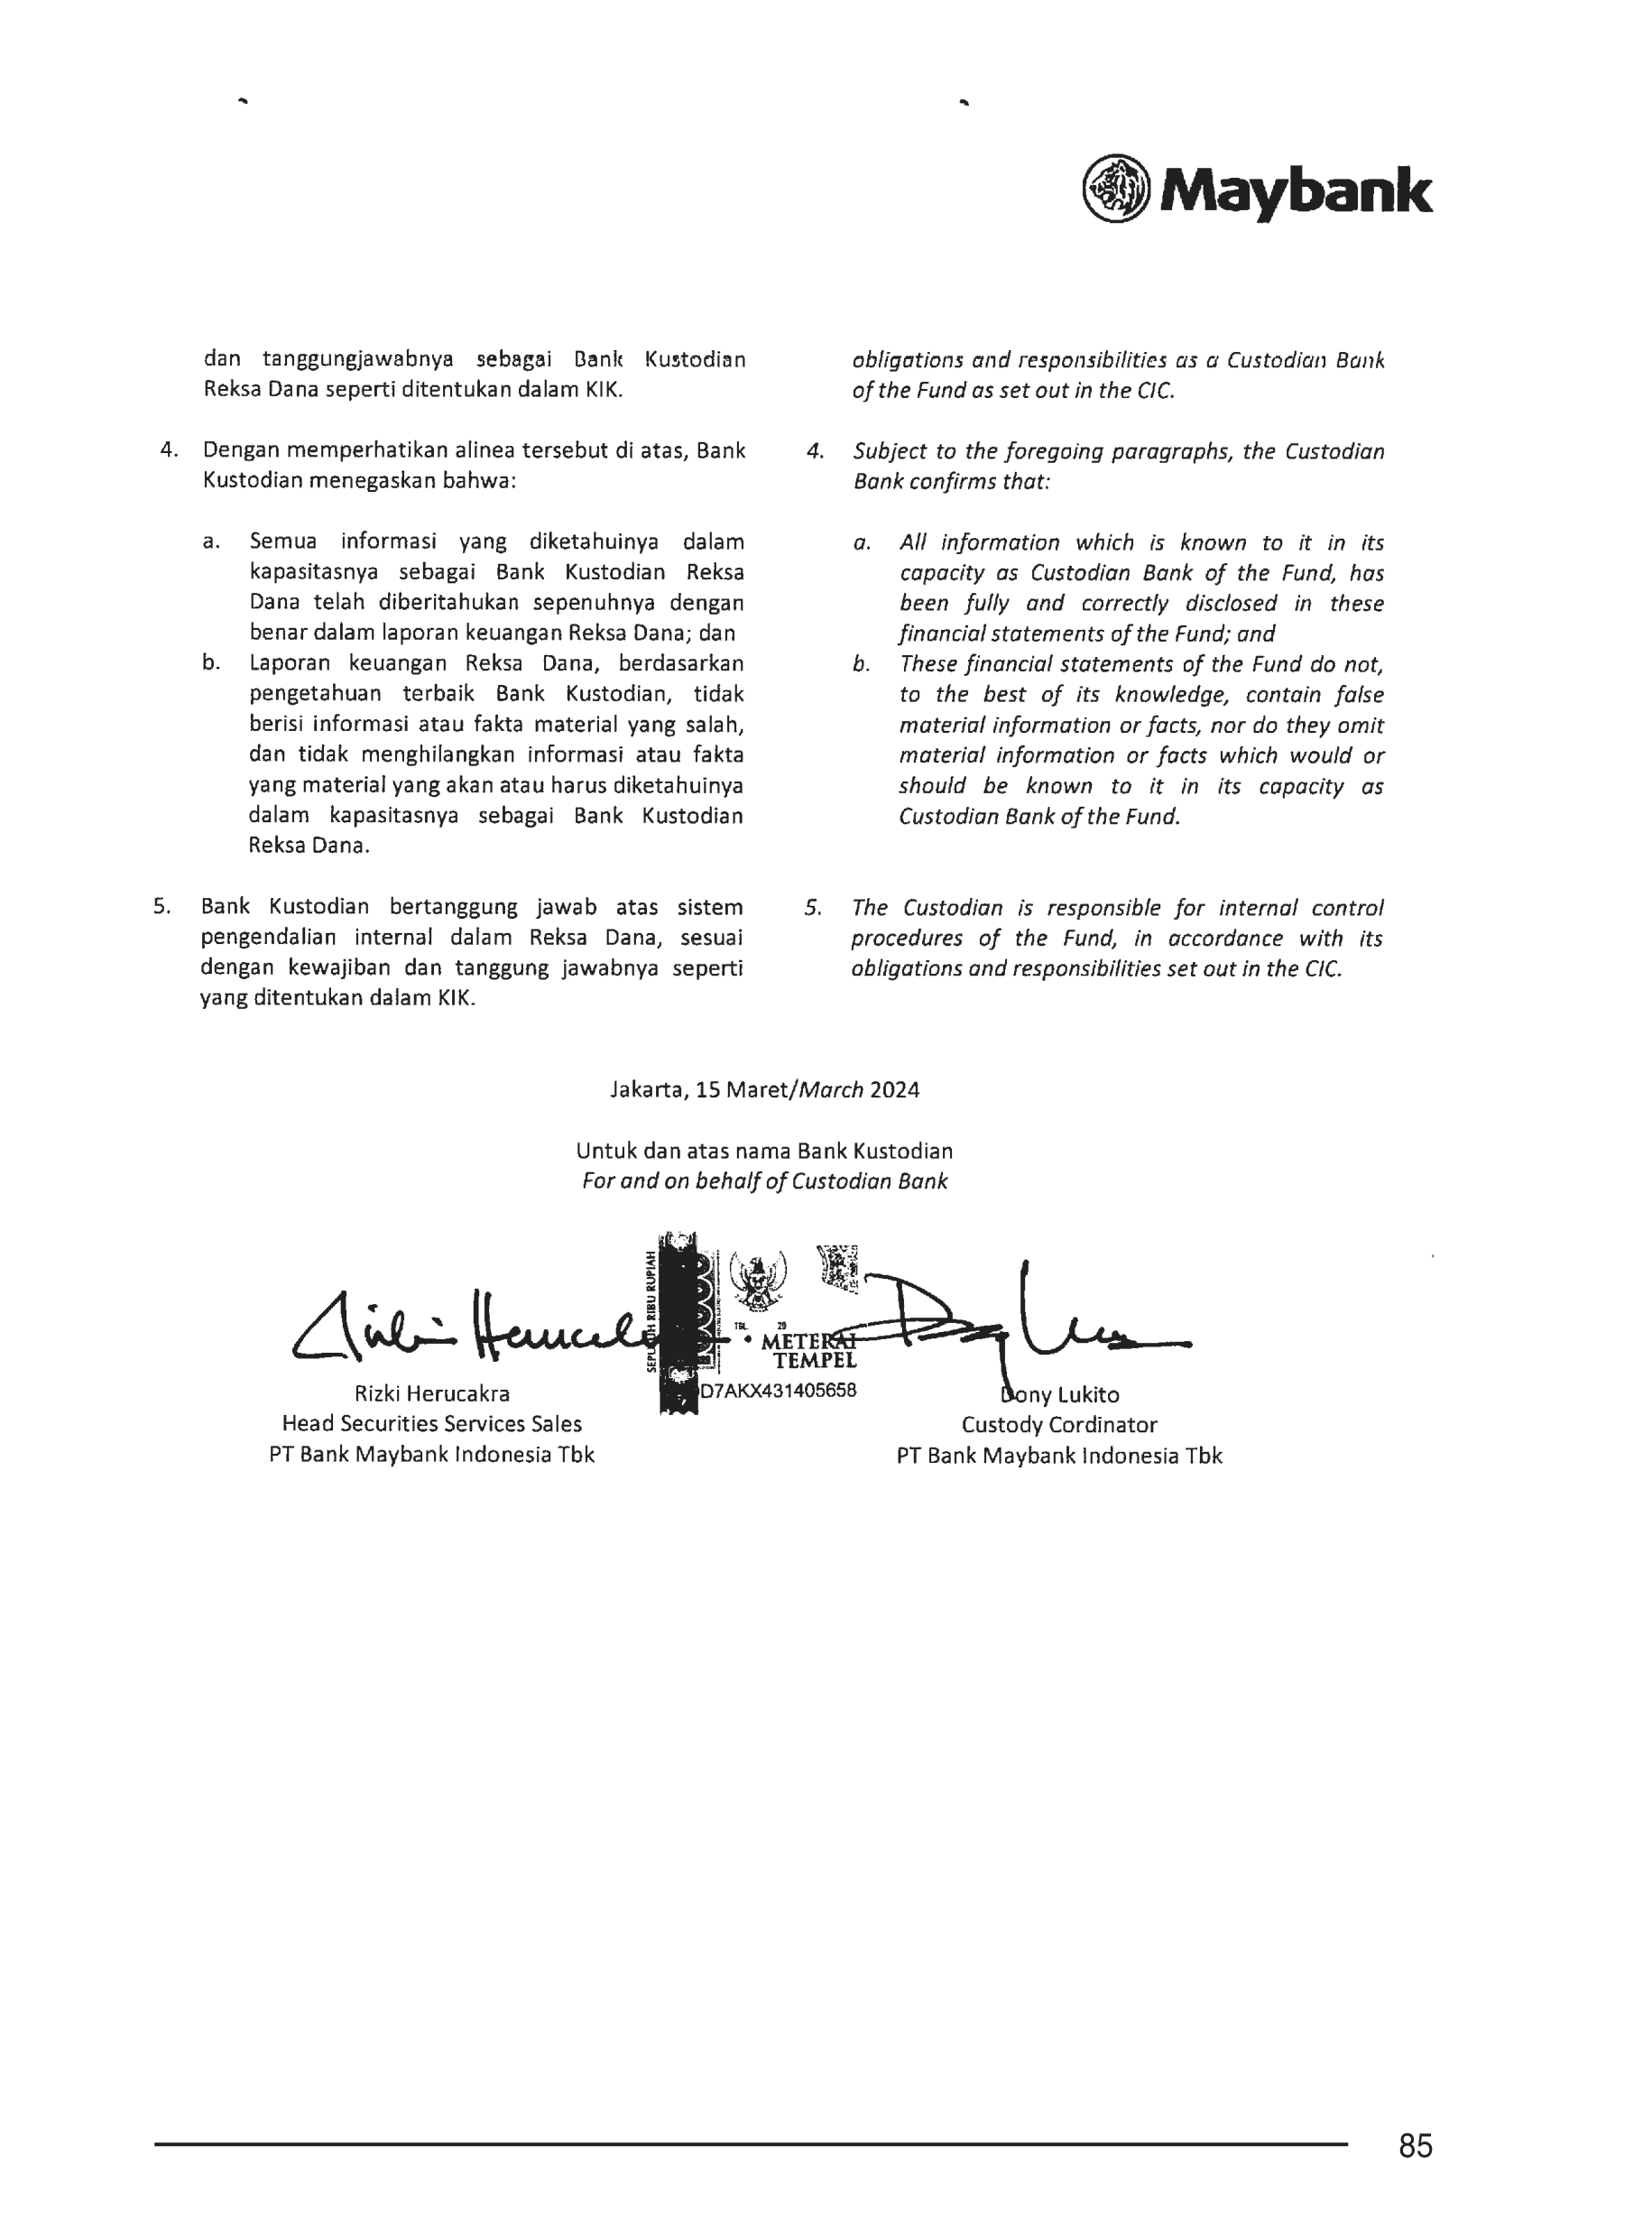 Maybank
dan tanggungjawabnya sebagai Bank Kustodian
Reksa Dana seperti ditentukan dalam KIK.
4. Dengan memperhatikan alinea tersebut di atas, Bank
Kustodian menegaskan bahwa:
a. Semua informasi yang diketahuinya dalam
kapasitasnya sebagai Bank Kustodian Reksa
Dana telah diberitahukan sepenuhnya dengan
benar dalam laporan keuangan Reksa Dana; dan
b. Laporan keuangan Reksa Dana, berdasarkan
pengetahuan terbaik Bank Kustodian, tidak
berisi informasi atau fakta material yang salah,
dan tidak menghilangkan informasi atau fakta
yang material yang akan atau harus diketahuinya
dalam kapasitasnya sebagai Bank Kustodian
Reksa Dana.
5. Bank Kustodian bertanggung jawab atas sistem
pengendalian internal dalam Reksa Dana, sesuai
dengan kewajiban dan tanggung jawabnya seperti
yang ditentukan dalam KIK.
obligations and responsibilities as a Custodian Bank
of the Fund as set out in the CIC.
4. Subject to the foregoing paragraphs, the Custodian
Bank confirms that:
a. All information which is known to it in its
capacity as Custodian Bank of the Fund, has
been fully and correctly disclosed in these
financial statements of the Fund; and
b. These financial statements of the Fund do not,
to the best of its knowledge, contain false
material information or facts, nor do they omit
material information or facts which would or
should be known to it in its capacity as
Custodian Bank of the Fund.
5. The Custodian is responsible for internal control
procedures of the Fund, in accordance with its
obligations and responsibilities set out in the CIC.
Jakarta, 15 Maret/March 2024
Untuk dan atas nama Bank Kustodian
For and on behalf of Custodian Bank
RIBU RUPIAH
TGL. 20
METERAI
TEMPEL
D7AKX431405658
Rizki Herucakra
Head Securities Services Sales
PT Bank Maybank Indonesia Tbk
Dony Lukito
Custody Cordinator
PT Bank Maybank Indonesia Tbk
85